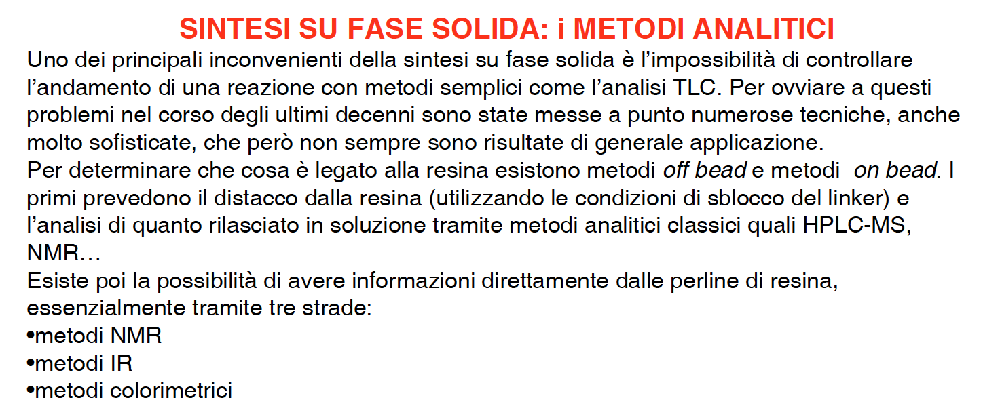 SINTESI SU FASE SOLIDA: i METODI ANALITICI
Uno dei principali inconvenienti della sintesi su fase solida è l’impossibilità di controllare
l’andamento di una reazione con metodi semplici come l’analisi TLC. Per ovviare a questi
problemi nel corso degli ultimi decenni sono state messe a punto numerose tecniche, anche
molto sofisticate, che però non sempre sono risultate di generale applicazione.
Per determinare che cosa è legato alla resina esistono metodi off bead e metodi  on bead. I
primi prevedono il distacco dalla resina (utilizzando le condizioni di sblocco del linker) e
l’analisi di quanto rilasciato in soluzione tramite metodi analitici classici quali HPLC-MS,
NMR…
Esiste poi la possibilità di avere informazioni direttamente dalle perline di resina,
essenzialmente tramite tre strade:
•metodi NMR
•metodi IR
•metodi colorimetrici